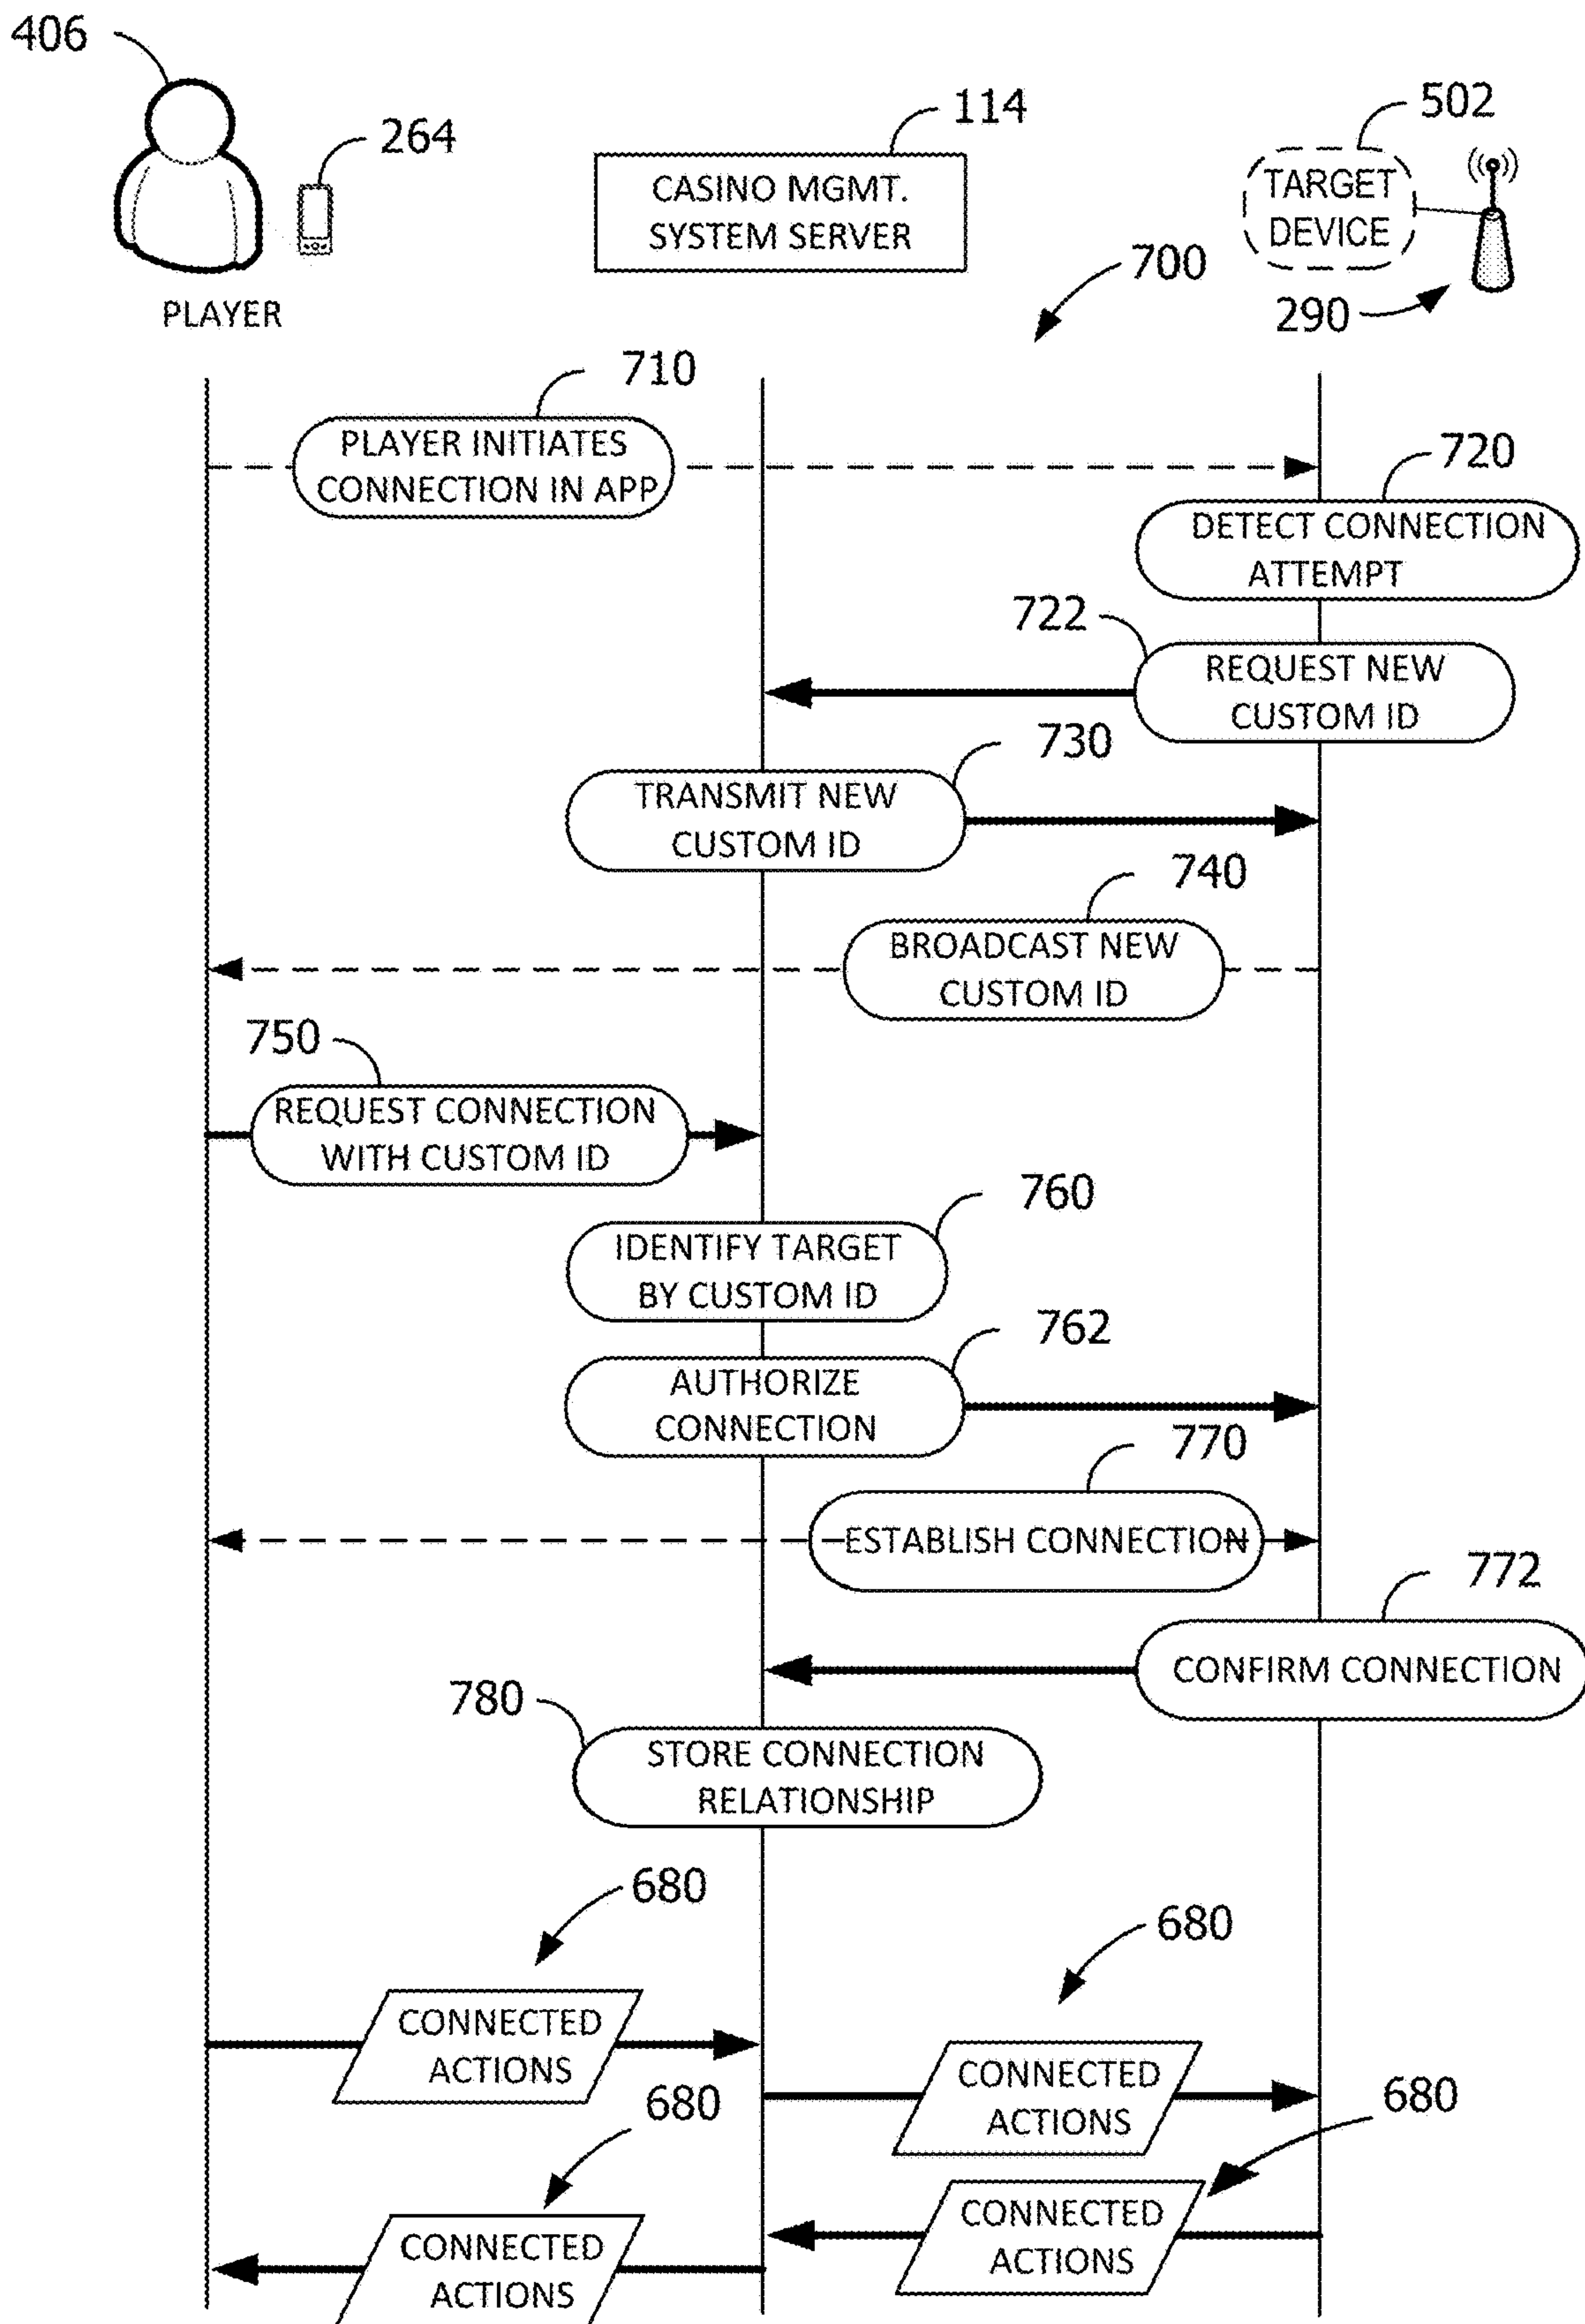 406
264
114
502
CASINO MGMT.
SYSTEM SERVER
TARGET
DEVICE
700
290
PLAYER
710
PLAYER INITIATES
CONNECTION IN APP
720
DETECT CONNECTION
ATTEMPT
722
REQUEST NEW
CUSTOM ID
730
TRANSMIT NEW
CUSTOM ID
740
BROADCAST NEW
CUSTOM ID
750
REQUEST CONNECTION
WITH CUSTOM ID
760
IDENTIFY TARGET
BY CUSTOM ID
762
AUTHORIZE
CONNECTION
770
ESTABLISH CONNECTION
772
CONFIRM CONNECTION
780
STORE CONNECTION
RELATIONSHIP
680
680
CONNECTED
ACTIONS
CONNECTED
ACTIONS
680
680
CONNECTED
ACTIONS
CONNECTED
ACTIONS